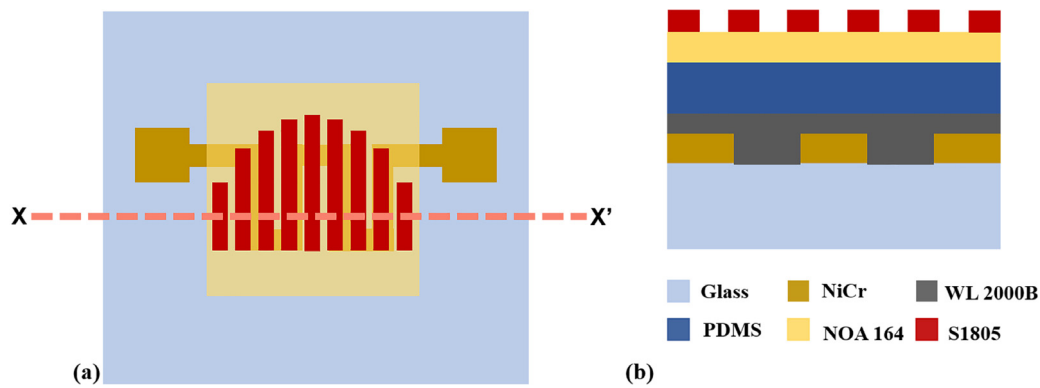 X X'
(a)
Glass NiCr WL 2000B
PDMS NOA 164 S1805
(b)